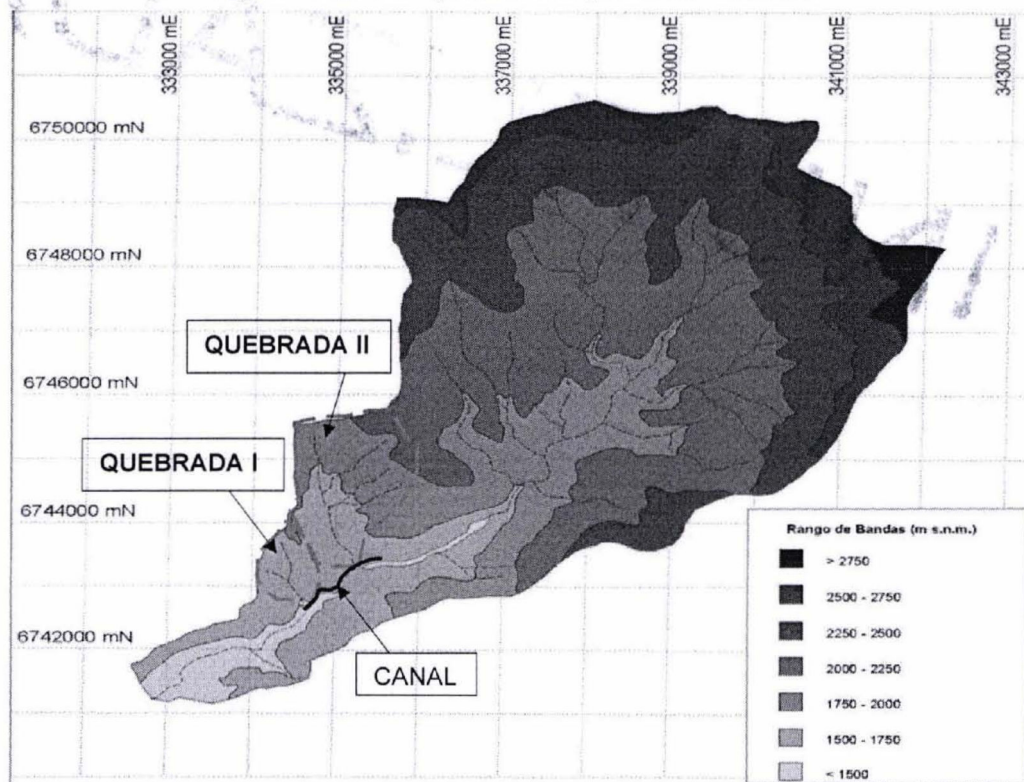 333000 mE
335000 mE
337000 mE
339000 mE
341000 mE
343000 mE
6750000 mN
6748000 mN
QUEBRADA II
6746000 mN
QUEBRADA I
6744000 mN
Rango de Bandas (m s.n.m.)
> 2750
2500 - 2750
2250 - 2500
2000 - 2250
1750 - 2000
1500 - 1750
< 1500
6742000 mN
CANAL